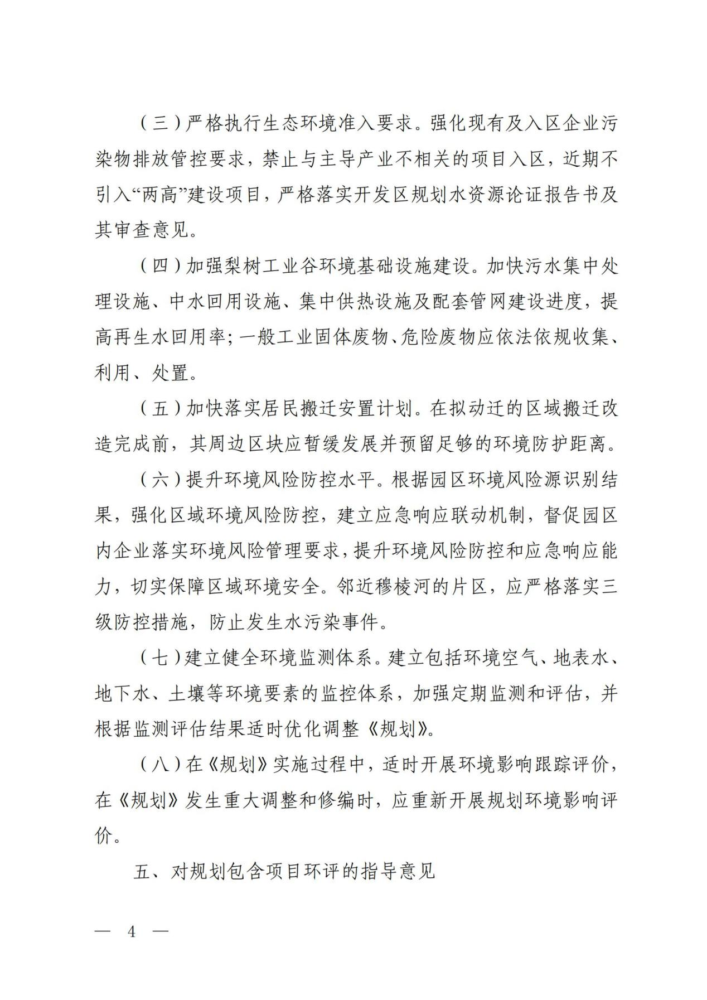 （三）严格执行生态环境准入要求。强化现有及入区企业污
染物排放管控要求，禁止与主导产业不相关的项目入区，近期不
引入“两高”建设项目，严格落实开发区规划水资源论证报告书及
其审查意见。
（四）加强梨树工业谷环境基础设施建设。加快污水集中处
理设施、中水回用设施、集中供热设施及配套管网建设进度，提
高再生水回用率；一般工业固体废物、危险废物应依法依规收集、
利用、处置。
（五）加快落实居民搬迁安置计划。在拟动迁的区域搬迁改
造完成前，其周边区块应暂缓发展并预留足够的环境防护距离。
（六）提升环境风险防控水平。根据园区环境风险源识别结
果，强化区域环境风险防控，建立应急响应联动机制，督促园区
内企业落实环境风险管理要求，提升环境风险防控和应急响应能
力，切实保障区域环境安全。邻近穆棱河的片区，应严格落实三
级防控措施，防止发生水污染事件。
（七）建立健全环境监测体系。建立包括环境空气、地表水、
地下水、土壤等环境要素的监控体系，加强定期监测和评估，并
根据监测评估结果适时优化调整《规划》。
（八）在《规划》实施过程中，适时开展环境影响跟踪评价，
在《规划》发生重大调整和修编时，应重新开展规划环境影响评
价。
五、对规划包含项目环评的指导意见
— 4 —